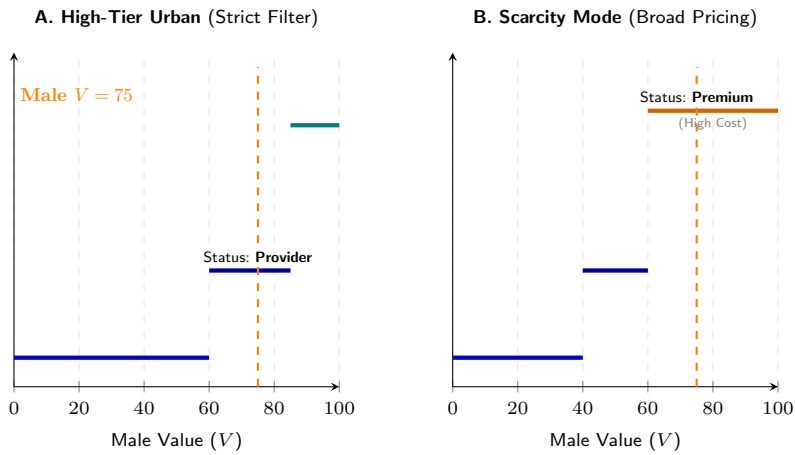 A. High-Tier Urban (Strict Filter)
Male V = 75
Status: Provider
0 20 40 60 80 100
Male Value (V)
B. Scarcity Mode (Broad Pricing)
Status: Premium
(High Cost)
0 20 40 60 80 100
Male Value (V)